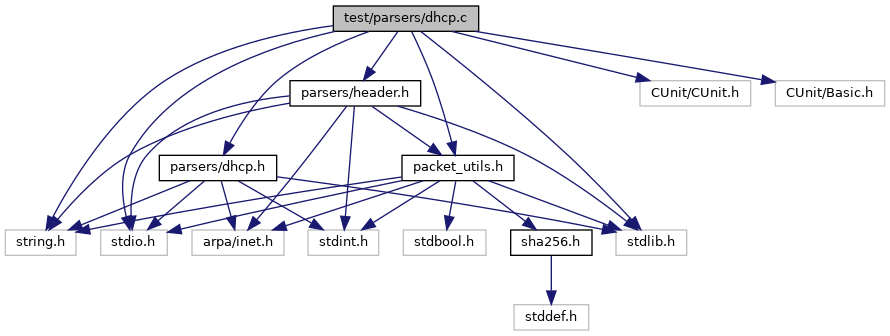 test/parsers/dhcp.c
parsers/header.h
CUnit/CUnit.h
CUnit/Basic.h
parsers/dhcp.h
packet_utils.h
string.h
stdio.h
arpa/inet.h
stdint.h
stdbool.h
sha256.h
stdlib.h
stddef.h